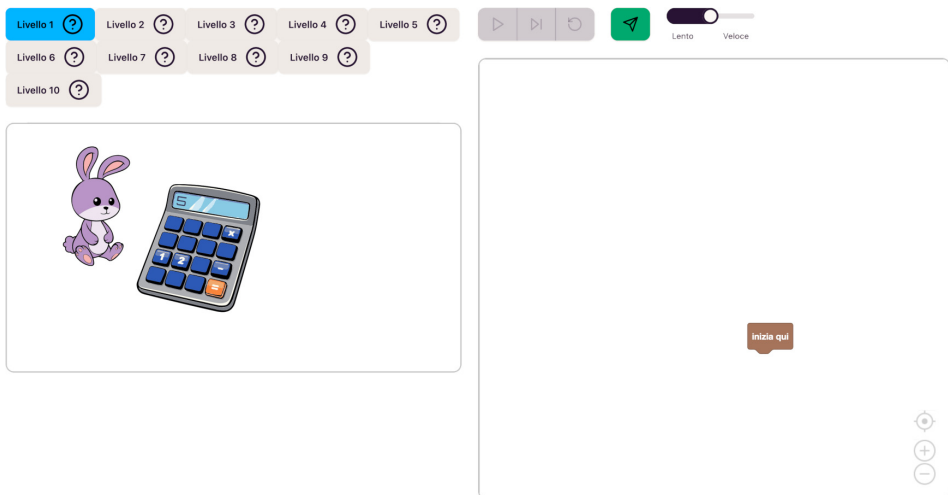 Livello 1 Livello 2 Livello 3 Livello 4 Livello 5
Livello 6 Livello 7 Livello 8 Livello 9
Livello 10
Lento Veloce
5
x
1 2 -
=
inizia qui